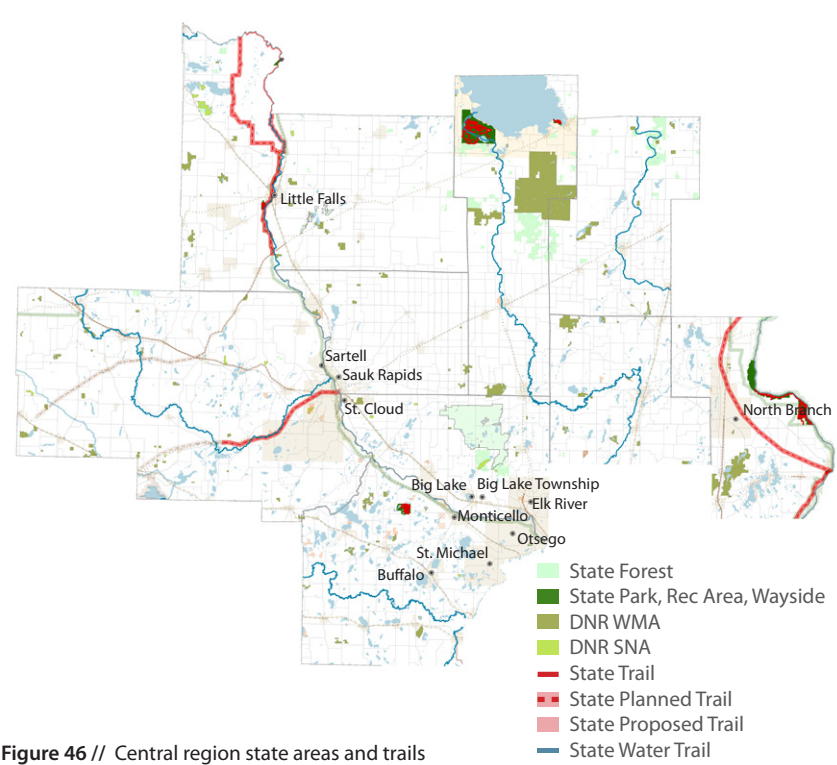 Little Falls
Sartell
Sauk Rapids
St. Cloud
North Branch
Big Lake
Big Lake Township
Elk River
Monticello
Otsego
St. Michael
Buffalo
State Forest
State Park, Rec Area, Wayside
DNR WMA
DNR SNA
State Trail
State Planned Trail
State Proposed Trail
State Water Trail
Figure 46 // Central region state areas and trails